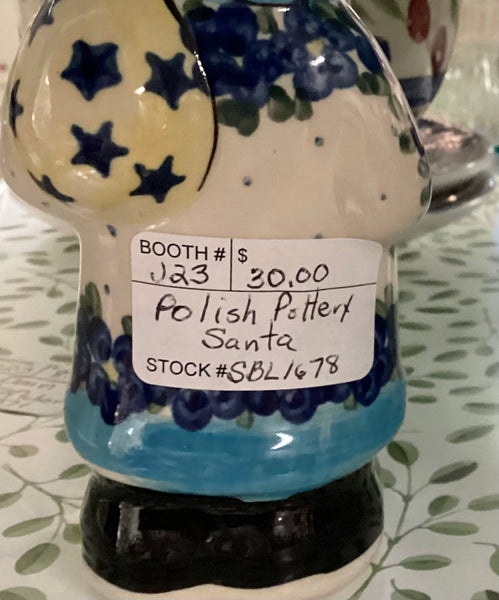 BOOTH # $
J23 30.00
Polish Pottery
Santa
STOCK #SBL1678